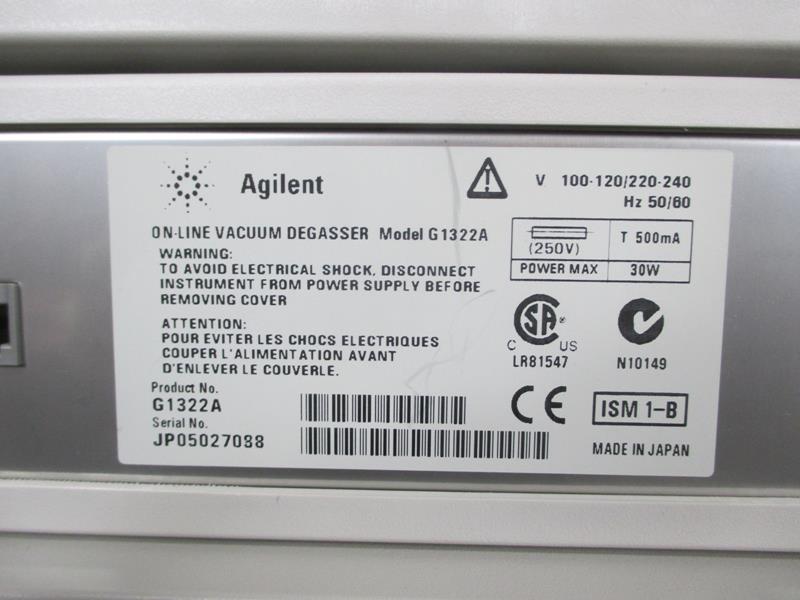 Agilent
V 100-120/220-240
Hz 50/60
ON-LINE VACUUM DEGASSER Model G1322A
(250V)
T 500mA
POWER MAX
30W
WARNING:
TO AVOID ELECTRICAL SHOCK, DISCONNECT
INSTRUMENT FROM POWER SUPPLY BEFORE
REMOVING COVER
ATTENTION:
POUR EVITER LES CHOCS ELECTRIQUES
COUPER L'ALIMENTATION AVANT
D'ENLEVER LE COUVERLE.
C SA® US
LR81547
N10149
Product No.
G1322A
Serial No.
JP05027088
CE
ISM 1-B
MADE IN JAPAN